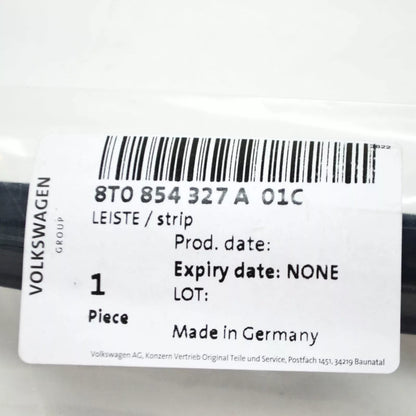 3822
8T0 854 327 A 01C
LEISTE / strip
Prod. date:
Expiry date: NONE
LOT:
1
Piece
Made in Germany
VOLKSWAGEN
GROUP
Volkswagen AG, Konzern Vertrieb Original Teile und Service, Postfach 1451, 34219 Baunatal